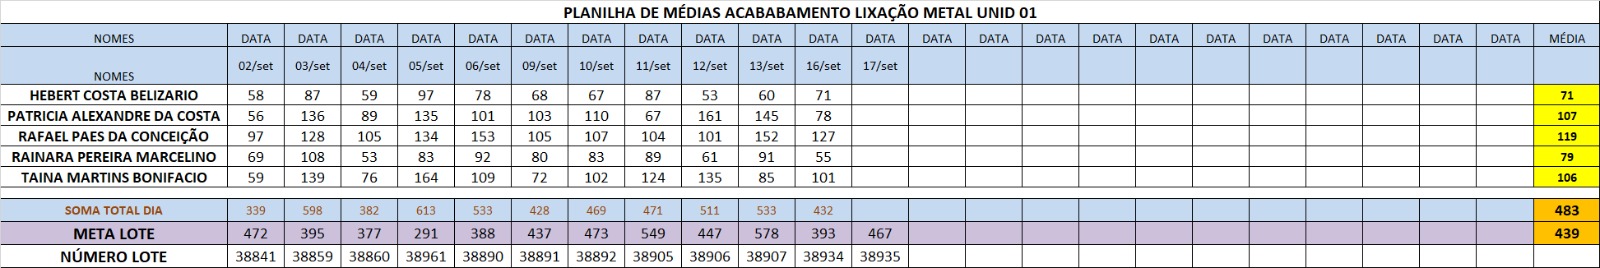 PLANILHA DE MÉDIAS ACABABAMENTO LIXAÇÃO METAL UNID 01
NOMES DATA DATA DATA DATA DATA DATA DATA DATA DATA DATA DATA DATA DATA DATA DATA DATA DATA DATA DATA DATA DATA DATA DATA MÉDIA
NOMES 02/set 03/set 04/set 05/set 06/set 09/set 10/set 11/set 12/set 13/set 16/set 17/set
HEBERT COSTA BELIZARIO 58 87 59 97 78 68 67 87 53 60 71 71
PATRICIA ALEXANDRE DA COSTA 56 136 89 135 101 103 110 67 161 145 78 107
RAFAEL PAES DA CONCEIÇÃO 97 128 105 134 153 105 107 104 101 152 127 119
RAINARA PEREIRA MARCELINO 69 108 53 83 92 80 83 89 61 91 55 79
TAINA MARTINS BONIFACIO 59 139 76 164 109 72 102 124 135 85 101 106
SOMA TOTAL DIA 339 598 382 613 533 428 469 471 511 533 432 483
META LOTE 472 395 377 291 388 437 473 549 447 578 393 467 439
NÚMERO LOTE 38841 38859 38860 38961 38890 38891 38892 38905 38906 38907 38934 38935